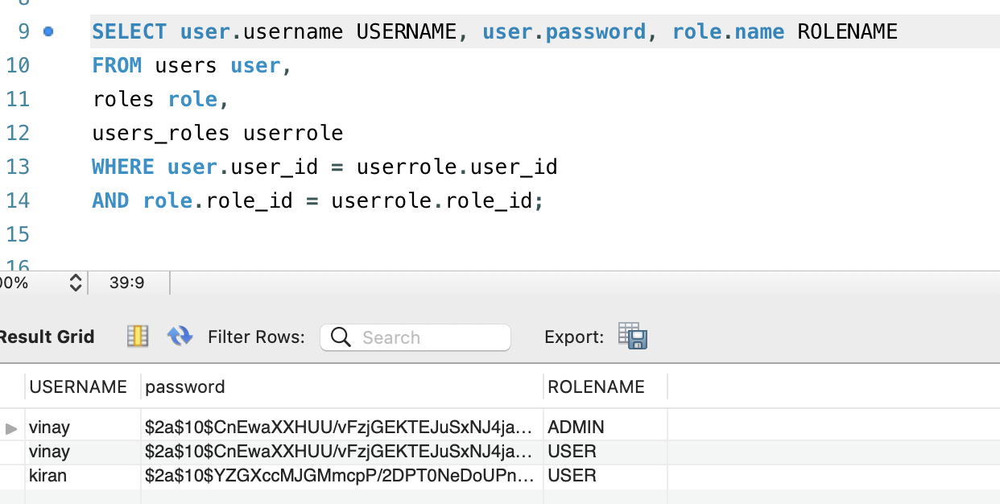 9 SELECT user.username USERNAME, user.password, role.name ROLENAME
10 FROM users user,
11 roles role,
12 users_roles userrole
13 WHERE user.user_id = userrole.user_id
14 AND role.role_id = userrole.role_id;
15
16
00% 39:9
Result Grid Filter Rows: Search Export:
USERNAME password ROLENAME
vinay $2a$10$CnEwaXXHUU/vFzjGEKTEJuSxNJ4ja... ADMIN
vinay $2a$10$CnEwaXXHUU/vFzjGEKTEJuSxNJ4ja... USER
kiran $2a$10$YZGXccMJGMmcpP/2DPT0NeDoUPn... USER